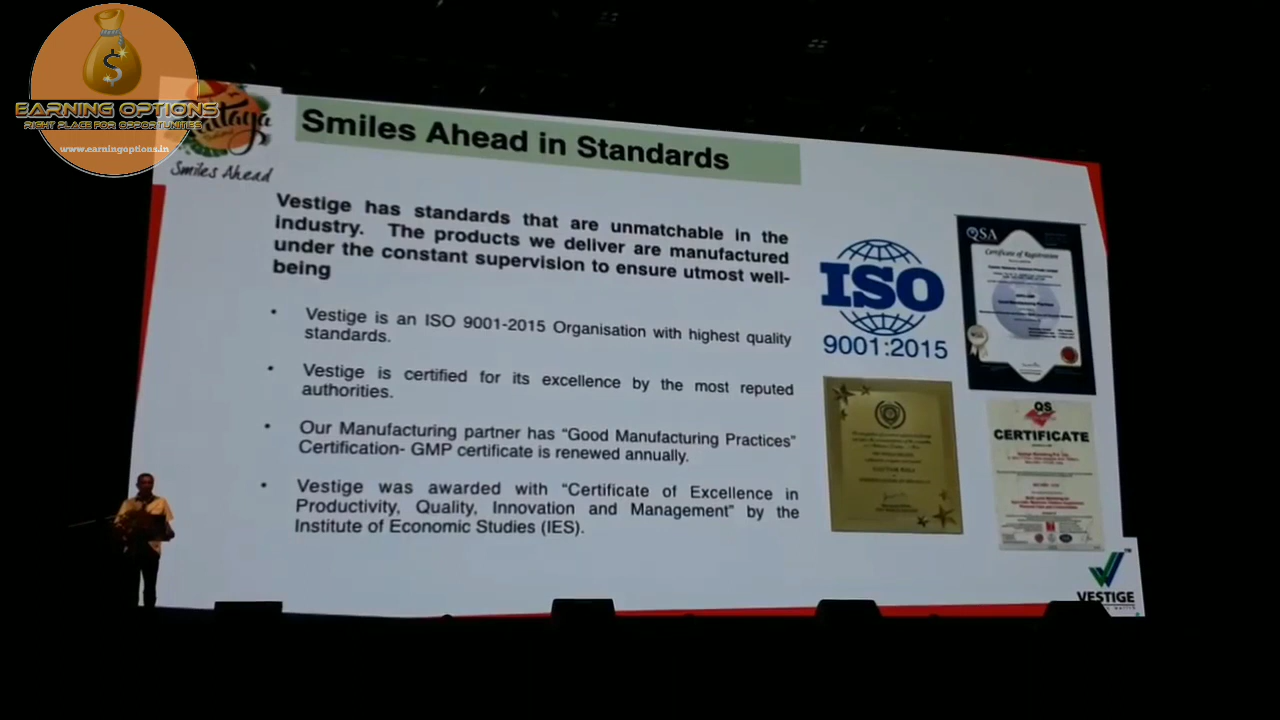 EARNING OPTIONS
RIGHT PLACE FOR OPPORTUNITIES
www.earningoptions.in
Smiles Ahead
Smiles Ahead in Standards
Vestige has standards that are unmatchable in the
industry. The products we deliver are manufactured
under the constant supervision to ensure utmost well-
being
• Vestige is an ISO 9001-2015 Organisation with highest quality
standards.
• Vestige is certified for its excellence by the most reputed
authorities.
• Our Manufacturing partner has “Good Manufacturing Practices”
Certification- GMP certificate is renewed annually.
• Vestige was awarded with “Certificate of Excellence in
Productivity, Quality, Innovation and Management” by the
Institute of Economic Studies (IES).
ISO
9001:2015
QSA
Certificate of Registration
QS
CERTIFICATE
VESTIGE